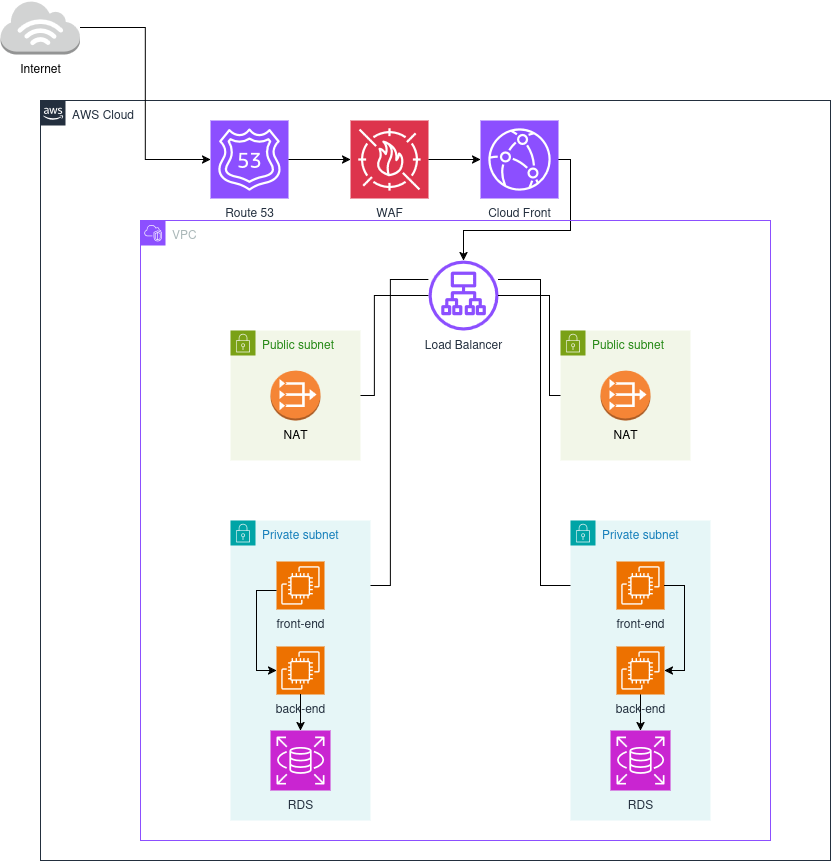 Internet
aws
AWS Cloud
53
Route 53
WAF
Cloud Front
VPC
Load Balancer
Public subnet
Public subnet
NAT
NAT
Private subnet
Private subnet
front-end
front-end
back-end
back-end
RDS
RDS